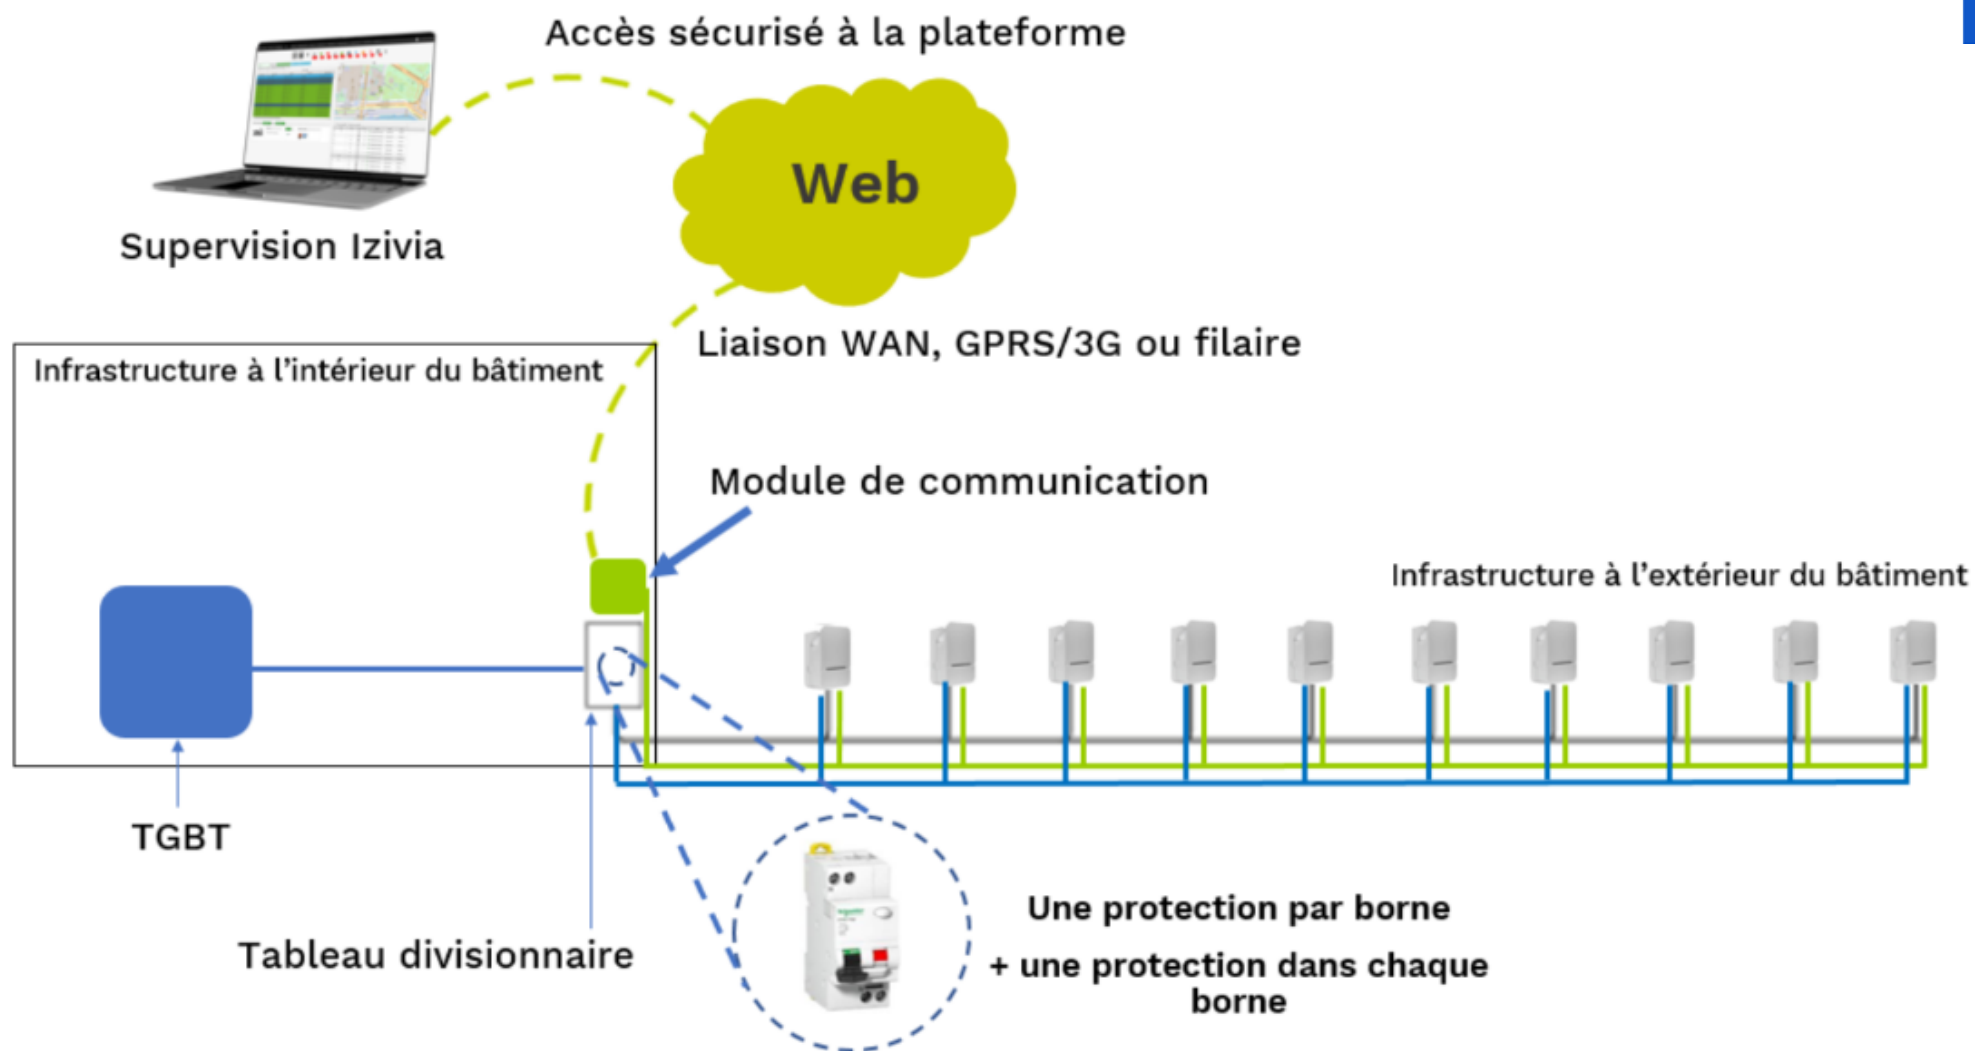 Accès sécurisé à la plateforme
Web
Supervision Izivia
Liaison WAN, GPRS/3G ou filaire
Infrastructure à l'intérieur du bâtiment
Module de communication
Infrastructure à l'extérieur du bâtiment
TGBT
Tableau divisionnaire
Une protection par borne
+ une protection dans chaque
borne